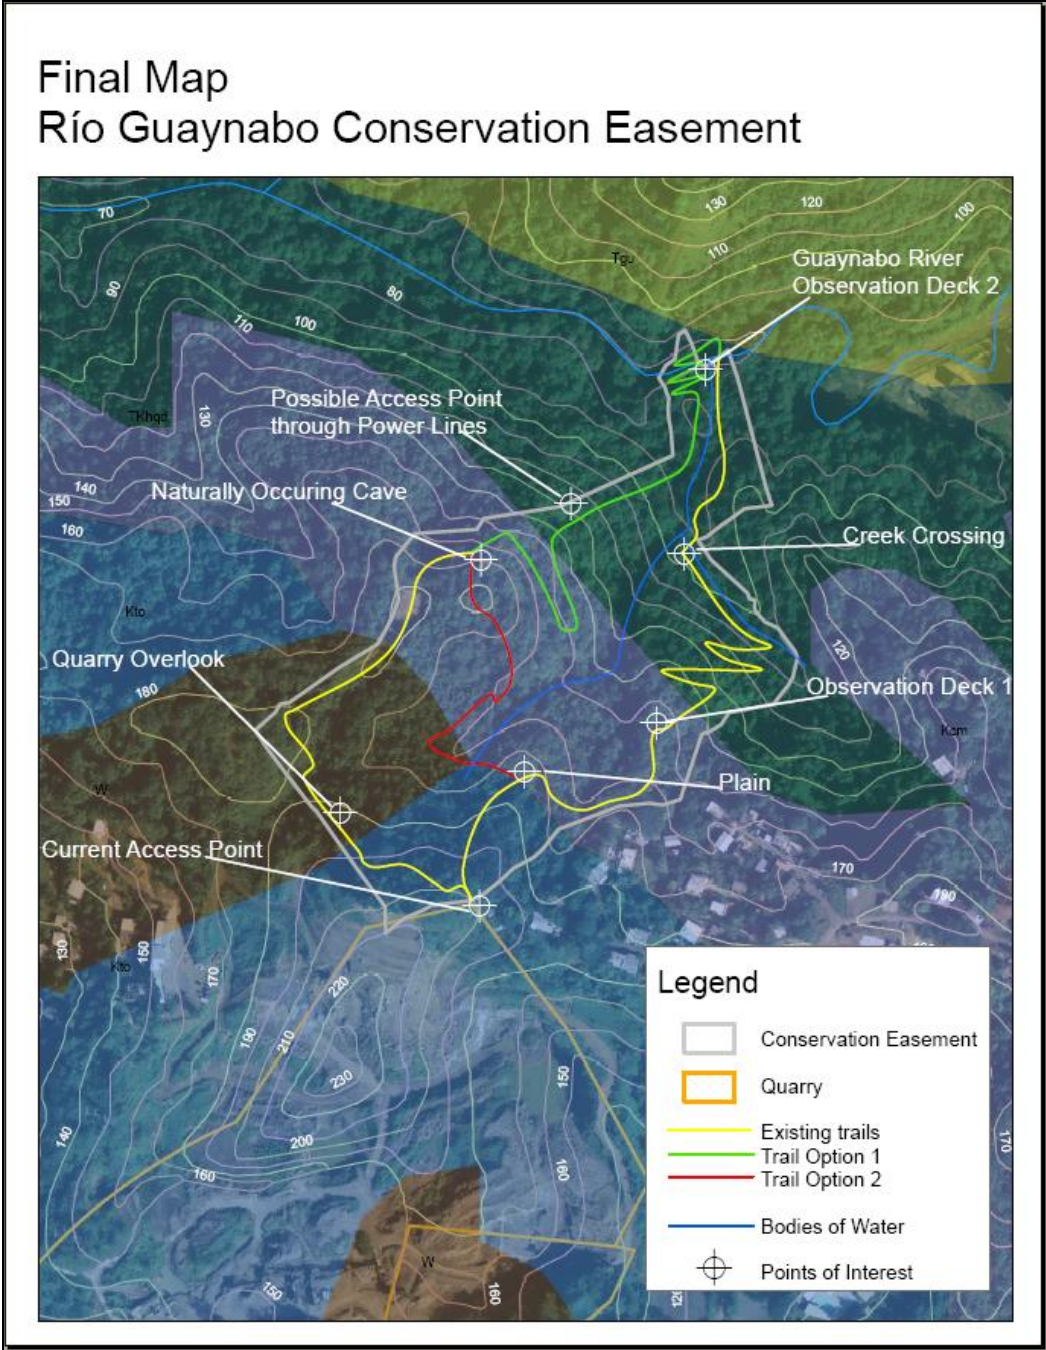 Final Map
Río Guaynabo Conservation Easement
70
130
120
100
110
Tgu
Guaynabo River
Observation Deck 2
90
80
110
100
Possible Access Point
through Power Lines
TKhgd
130
140
150
Naturally Occuring Cave
160
Creek Crossing
Kto
120
Quarry Overlook
180
Observation Deck 1
Plain
W
Current Access Point
170
190
130
150
Kto
170
220
190
210
230
150
140
200
160
160
170
W
150
160
Legend
Conservation Easement
Quarry
Existing trails
Trail Option 1
Trail Option 2
Bodies of Water
Points of Interest